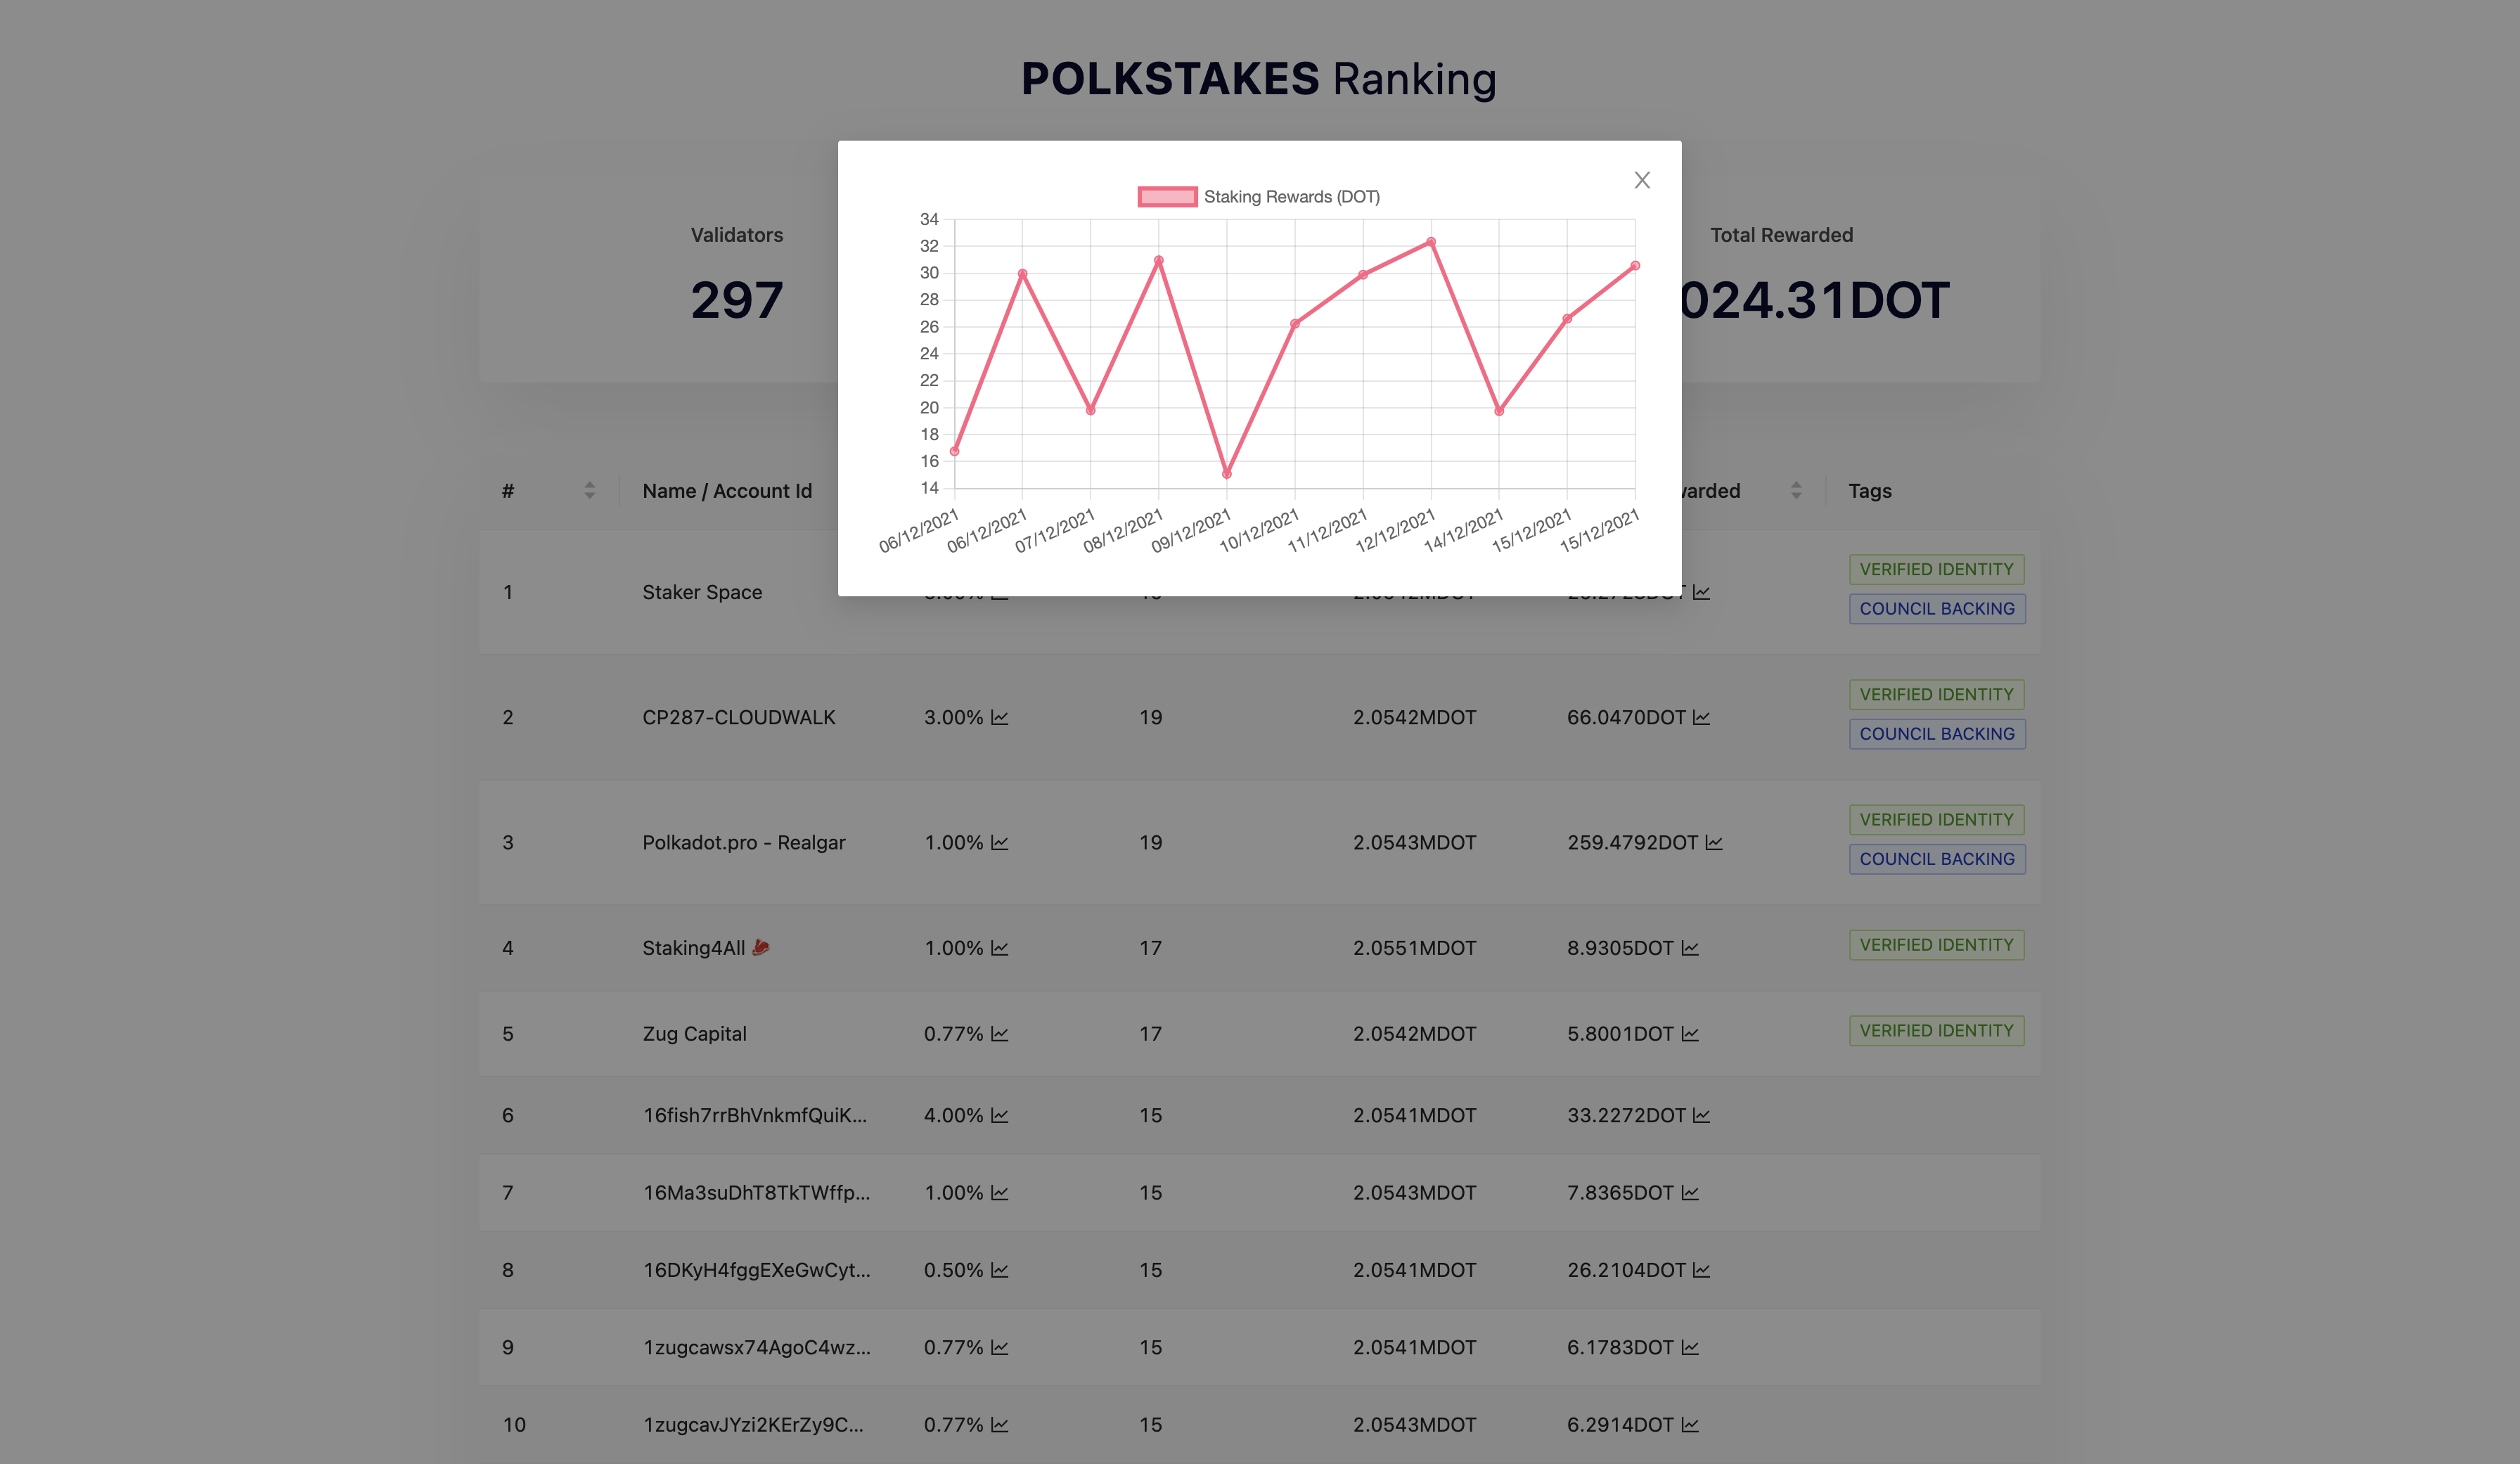 POLKSTAKES Ranking
Validators
297
Total Rewarded
024.31DOT
Staking Rewards (DOT)
34
32
30
28
26
24
22
20
18
16
14
06/12/2021
06/12/2021
07/12/2021
08/12/2021
09/12/2021
10/12/2021
11/12/2021
12/12/2021
14/12/2021
15/12/2021
15/12/2021
# Name / Account Id Tags
1 Staker Space VERIFIED IDENTITY
COUNCIL BACKING
2 CP287-CLOUDWALK 3.00% 19 2.0542MDOT 66.0470DOT VERIFIED IDENTITY
COUNCIL BACKING
3 Polkadot.pro - Realgar 1.00% 19 2.0543MDOT 259.4792DOT VERIFIED IDENTITY
COUNCIL BACKING
4 Staking4All 🥩 1.00% 17 2.0551MDOT 8.9305DOT VERIFIED IDENTITY
5 Zug Capital 0.77% 17 2.0542MDOT 5.8001DOT VERIFIED IDENTITY
6 16fish7rrBhVnkmfQuiK... 4.00% 15 2.0541MDOT 33.2272DOT
7 16Ma3suDhT8TkTWffp... 1.00% 15 2.0543MDOT 7.8365DOT
8 16DKyH4fggEXeGwCyt... 0.50% 15 2.0541MDOT 26.2104DOT
9 1zugcawsx74AgoC4wz... 0.77% 15 2.0541MDOT 6.1783DOT
10 1zugcavJYzi2KErZy9C... 0.77% 15 2.0543MDOT 6.2914DOT